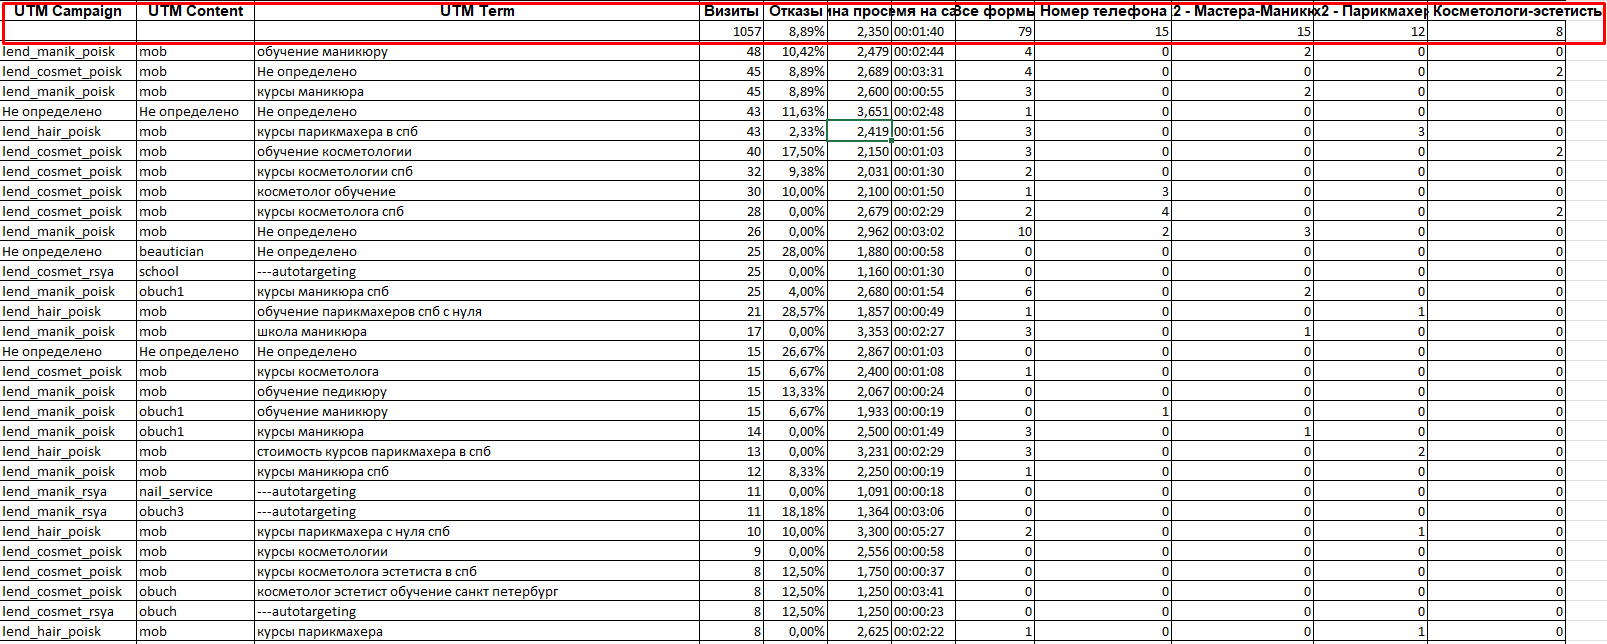 UTM Campaign UTM Content UTM Term Визиты Отказы ина прос емя на са Все формы Номер телефона 2 - Мастера-Маникю х2 - Парикмахер Косметологи-эстетисть
1057 8,89% 2,350 00:01:40 79 15 15 12 8
lend_manik_poisk mob обучение маникюру 48 10,42% 2,479 00:02:44 4 0 2 0 0
lend_cosmet_poisk mob Не определено 45 8,89% 2,689 00:03:31 4 0 0 0 2
lend_manik_poisk mob курсы маникюра 45 8,89% 2,600 00:00:55 3 0 2 0 0
Не определено Не определено Не определено 43 11,63% 3,651 00:02:48 1 0 0 0 0
lend_hair_poisk mob курсы парикмахера в спб 43 2,33% 2,419 00:01:56 3 0 0 3 0
lend_cosmet_poisk mob обучение косметологии 40 17,50% 2,150 00:01:03 3 0 0 0 2
lend_cosmet_poisk mob курсы косметологии спб 32 9,38% 2,031 00:01:30 2 0 0 0 0
lend_cosmet_poisk mob косметолог обучение 30 10,00% 2,100 00:01:50 1 3 0 0 0
lend_cosmet_poisk mob курсы косметолога спб 28 0,00% 2,679 00:02:29 2 4 0 0 2
lend_manik_poisk mob Не определено 26 0,00% 2,962 00:03:02 10 2 3 0 0
Не определено beautician Не определено 25 28,00% 1,880 00:00:58 0 0 0 0 0
lend_cosmet_rsya school ---autotargeting 25 0,00% 1,160 00:01:30 0 0 0 0 0
lend_manik_poisk obuch1 курсы маникюра спб 25 4,00% 2,680 00:01:54 6 0 2 0 0
lend_hair_poisk mob обучение парикмахеров спб с нуля 21 28,57% 1,857 00:00:49 1 0 0 1 0
lend_manik_poisk mob школа маникюра 17 0,00% 3,353 00:02:27 3 0 1 0 0
Не определено Не определено Не определено 15 26,67% 2,867 00:01:03 0 0 0 0 0
lend_cosmet_poisk mob курсы косметолога 15 6,67% 2,400 00:01:08 1 0 0 0 0
lend_manik_poisk mob обучение педикюру 15 13,33% 2,067 00:00:24 0 0 0 0 0
lend_manik_poisk obuch1 обучение маникюру 15 6,67% 1,933 00:00:19 0 1 0 0 0
lend_manik_poisk obuch1 курсы маникюра 14 0,00% 2,500 00:01:49 3 0 1 0 0
lend_hair_poisk mob стоимость курсов парикмахера в спб 13 0,00% 3,231 00:02:29 3 0 0 2 0
lend_manik_poisk mob курсы маникюра спб 12 8,33% 2,250 00:00:19 1 0 0 0 0
lend_manik_rsya nail_service ---autotargeting 11 0,00% 1,091 00:00:18 0 0 0 0 0
lend_manik_rsya obuch3 ---autotargeting 11 18,18% 1,364 00:03:06 0 0 0 0 0
lend_hair_poisk mob курсы парикмахера с нуля спб 10 10,00% 3,300 00:05:27 2 0 0 1 0
lend_cosmet_poisk mob курсы косметологии 9 0,00% 2,556 00:00:58 0 0 0 0 0
lend_cosmet_poisk mob курсы косметолога эстетиста в спб 8 12,50% 1,750 00:00:37 0 0 0 0 0
lend_cosmet_poisk obuch косметолог эстетист обучение санкт петербург 8 12,50% 1,250 00:03:41 0 0 0 0 0
lend_cosmet_rsya obuch ---autotargeting 8 12,50% 1,250 00:00:23 0 0 0 0 0
lend_hair_poisk mob курсы парикмахера 8 0,00% 2,625 00:02:22 1 0 0 1 0